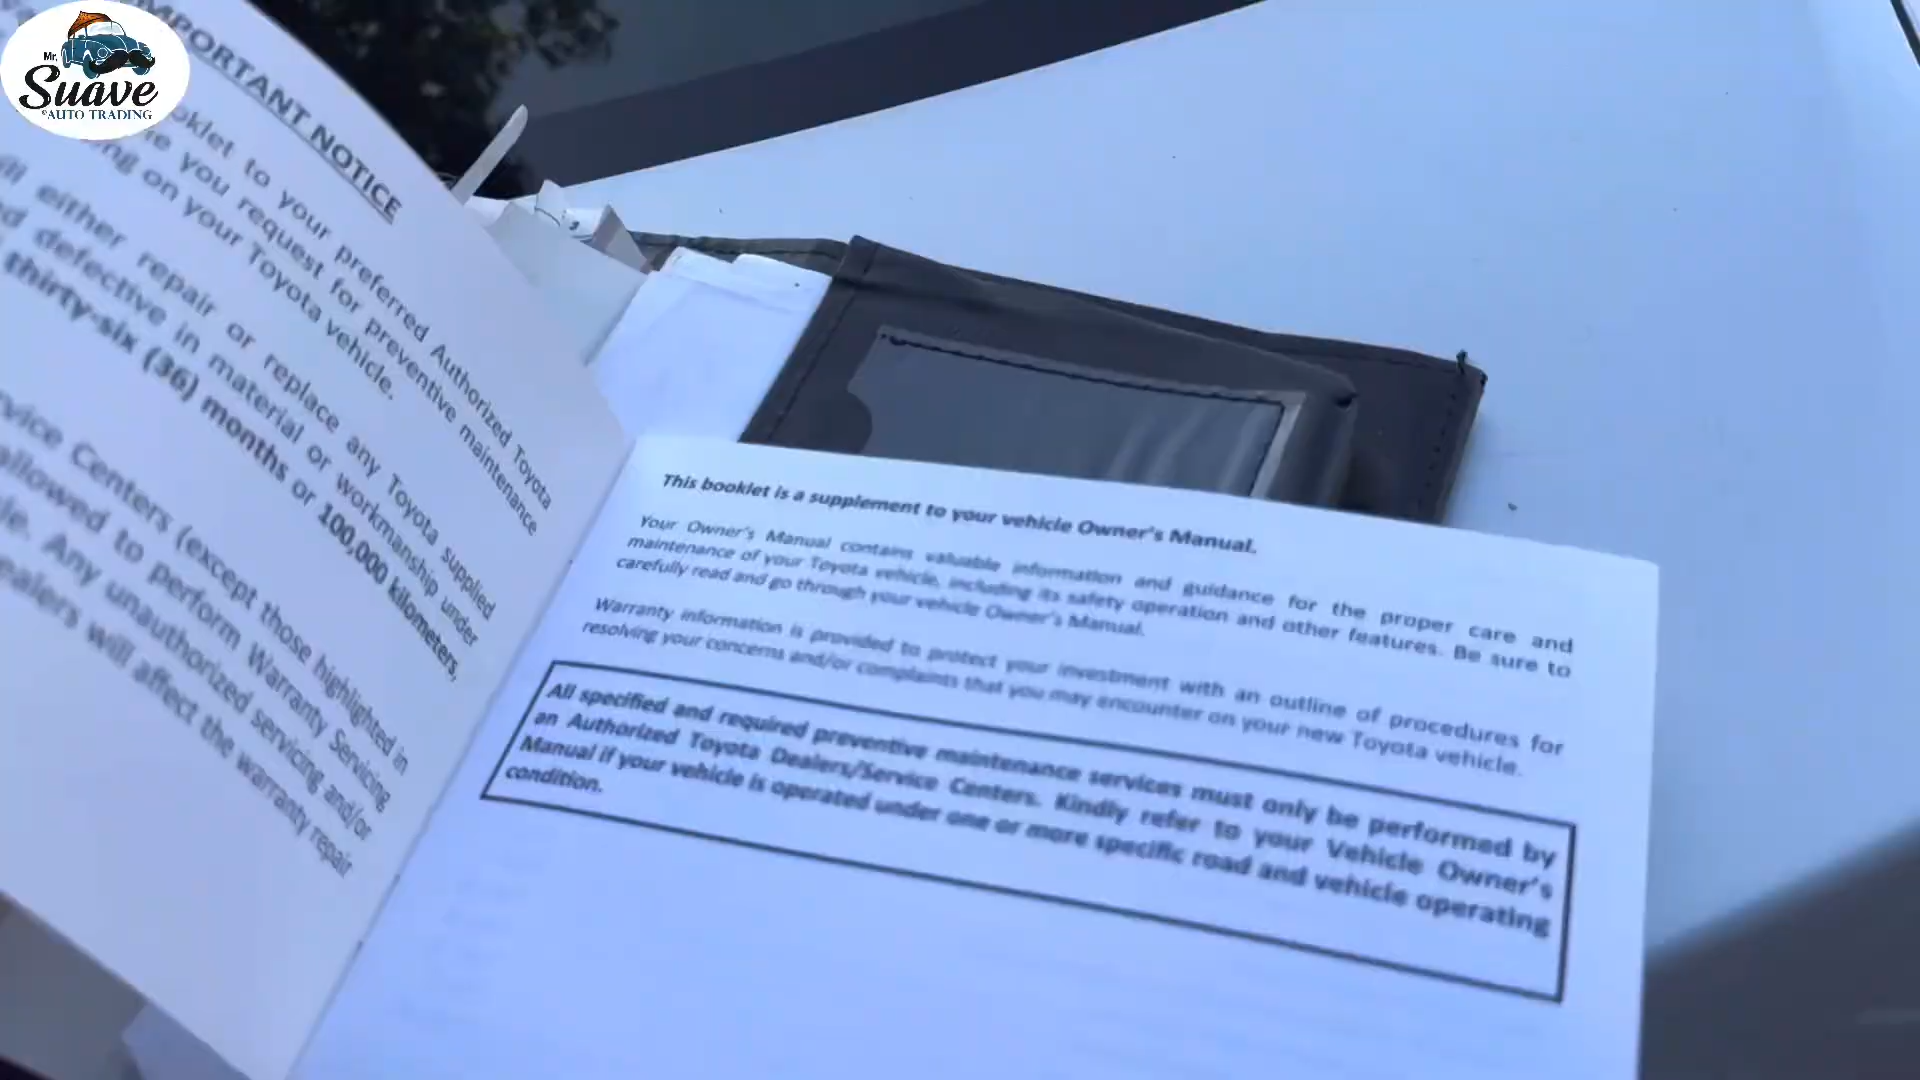 Mr.
Suave
©AUTO TRADING
IMPORTANT NOTICE
booklet to your preferred Authorized Toyota
you request for preventive maintenance
on your Toyota vehicle.
either repair or replace any Toyota supplied
defective in material or workmanship under
thirty-six (36) months or 100,000 kilometers,
Service Centers (except those highlighted in
allowed to perform Warranty Servicing
Any unauthorized servicing and/or
Dealers will affect the warranty repair
This booklet is a supplement to your vehicle Owner's Manual.
Your Owner's Manual contains valuable information and guidance for the proper care and
maintenance of your Toyota vehicle, including its safety operation and other features. Be sure to
carefully read and go through your vehicle Owner's Manual.
Warranty information is provided to protect your investment with an outline of procedures for
resolving your concerns and/or complaints that you may encounter on your new Toyota vehicle.
All specified and required preventive maintenance services must only be performed by
an Authorized Toyota Dealers/Service Centers. Kindly refer to your Vehicle Owner's
Manual if your vehicle is operated under one or more specific road and vehicle operating
condition.